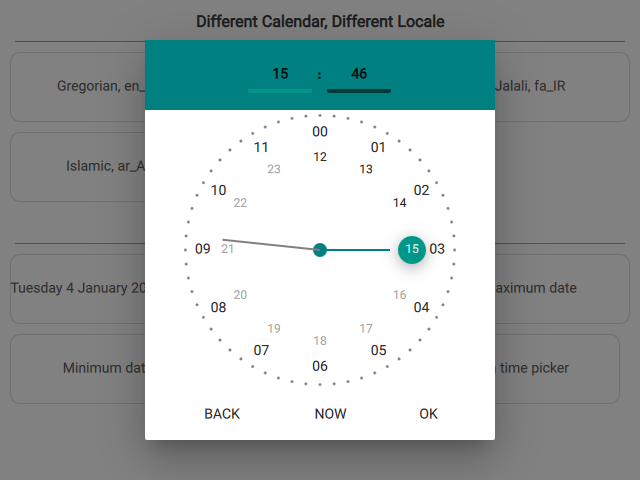 Different Calendar, Different Locale
Gregorian, en_
Jalali, fa_IR
Islamic, ar_A
Tuesday 4 January 20
aximum date
Minimum dat
time picker
15 : 46
00
11
01
12
23
13
10
02
22
14
09
21
15
03
20
16
08
04
19
17
18
07
05
06
BACK
NOW
OK